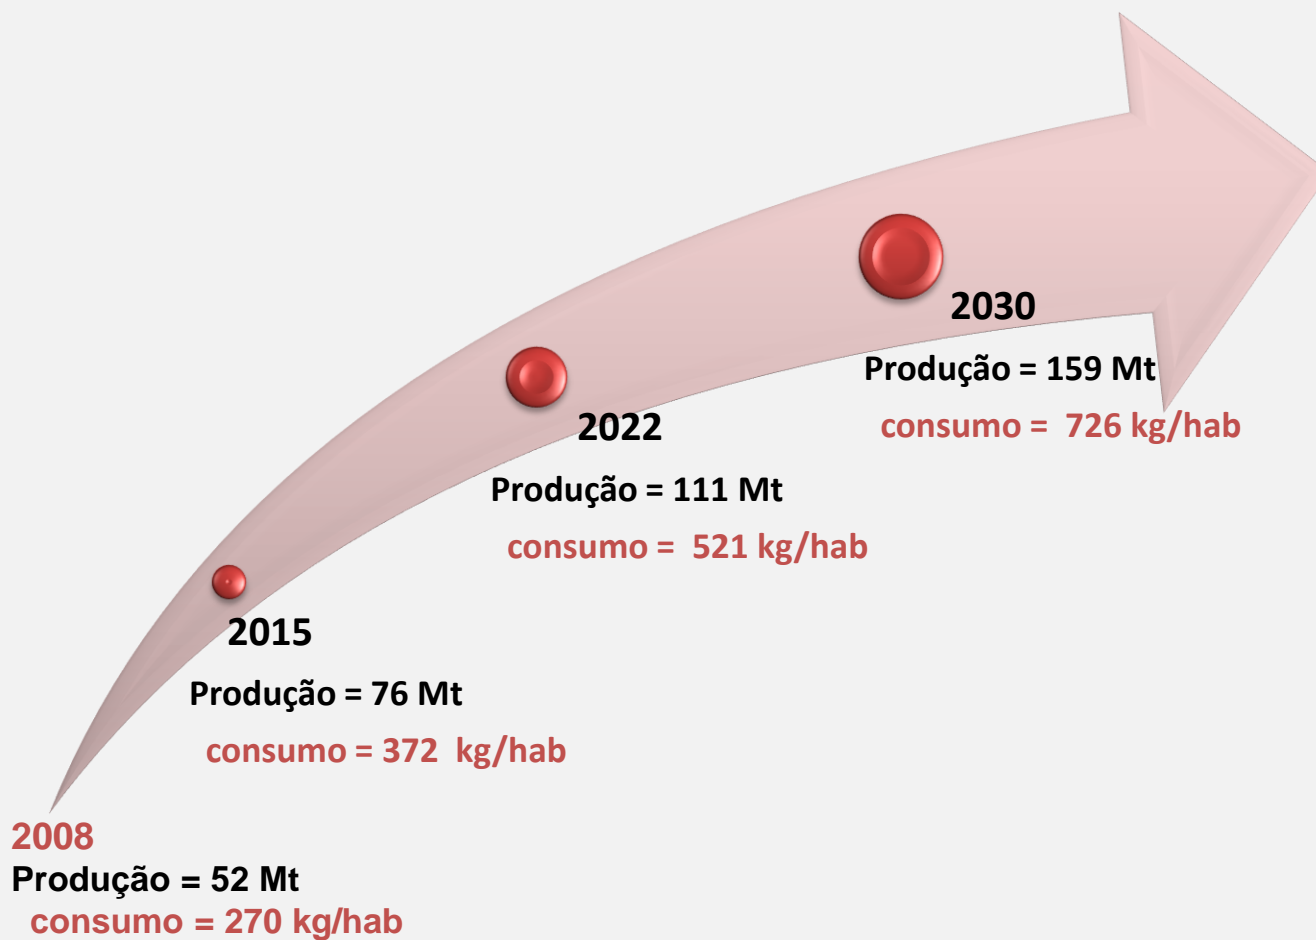 2030
Produção = 159 Mt
consumo = 726 kg/hab
2022
Produção = 111 Mt
consumo = 521 kg/hab
2015
Produção = 76 Mt
consumo = 372 kg/hab
2008
Produção = 52 Mt
consumo = 270 kg/hab